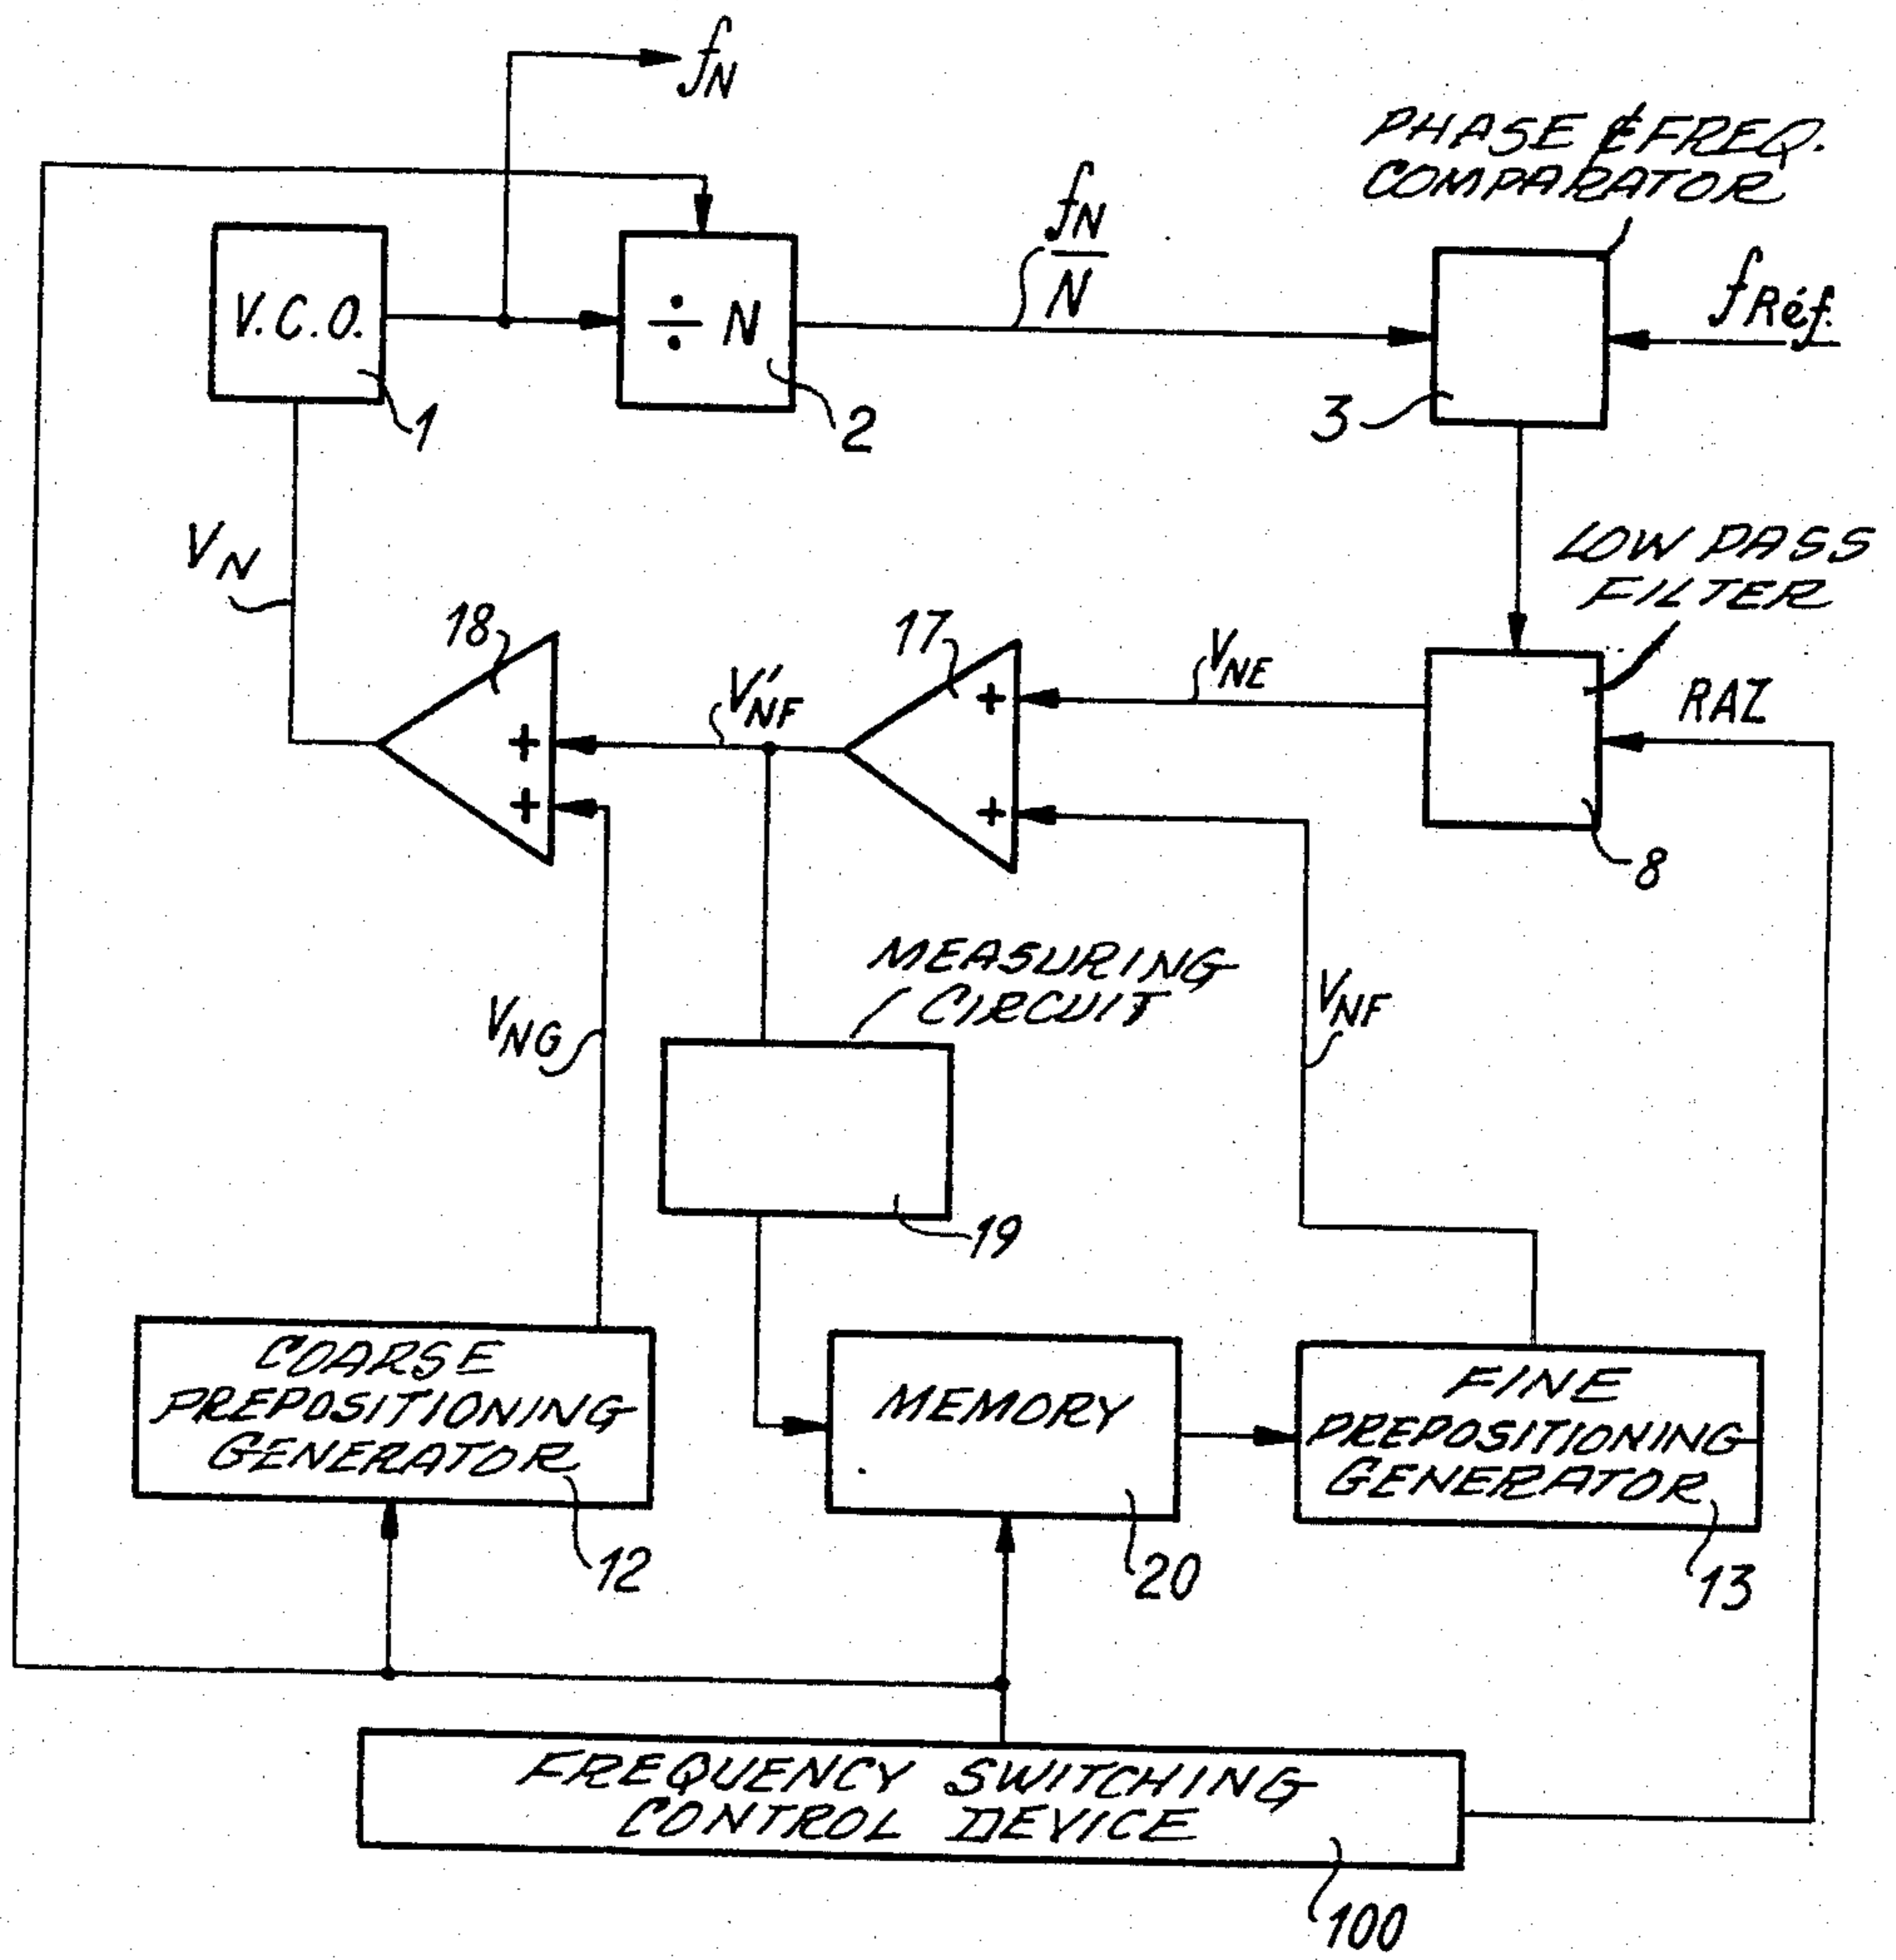 fN
PHASE & FREQ.
COMPARATOR
fN
N
fRéf.
V.C.O.
÷ N
1
2
3
VN
LOW PASS
FILTER
18
17
V'NF
VNE
RAZ
+
+
+
+
8
MEASURING
CIRCUIT
VNG
VNF
19
COARSE
PREPOSITIONING
GENERATOR
MEMORY
FINE
PREPOSITIONING
GENERATOR
12
20
13
FREQUENCY SWITCHING
CONTROL DEVICE
100